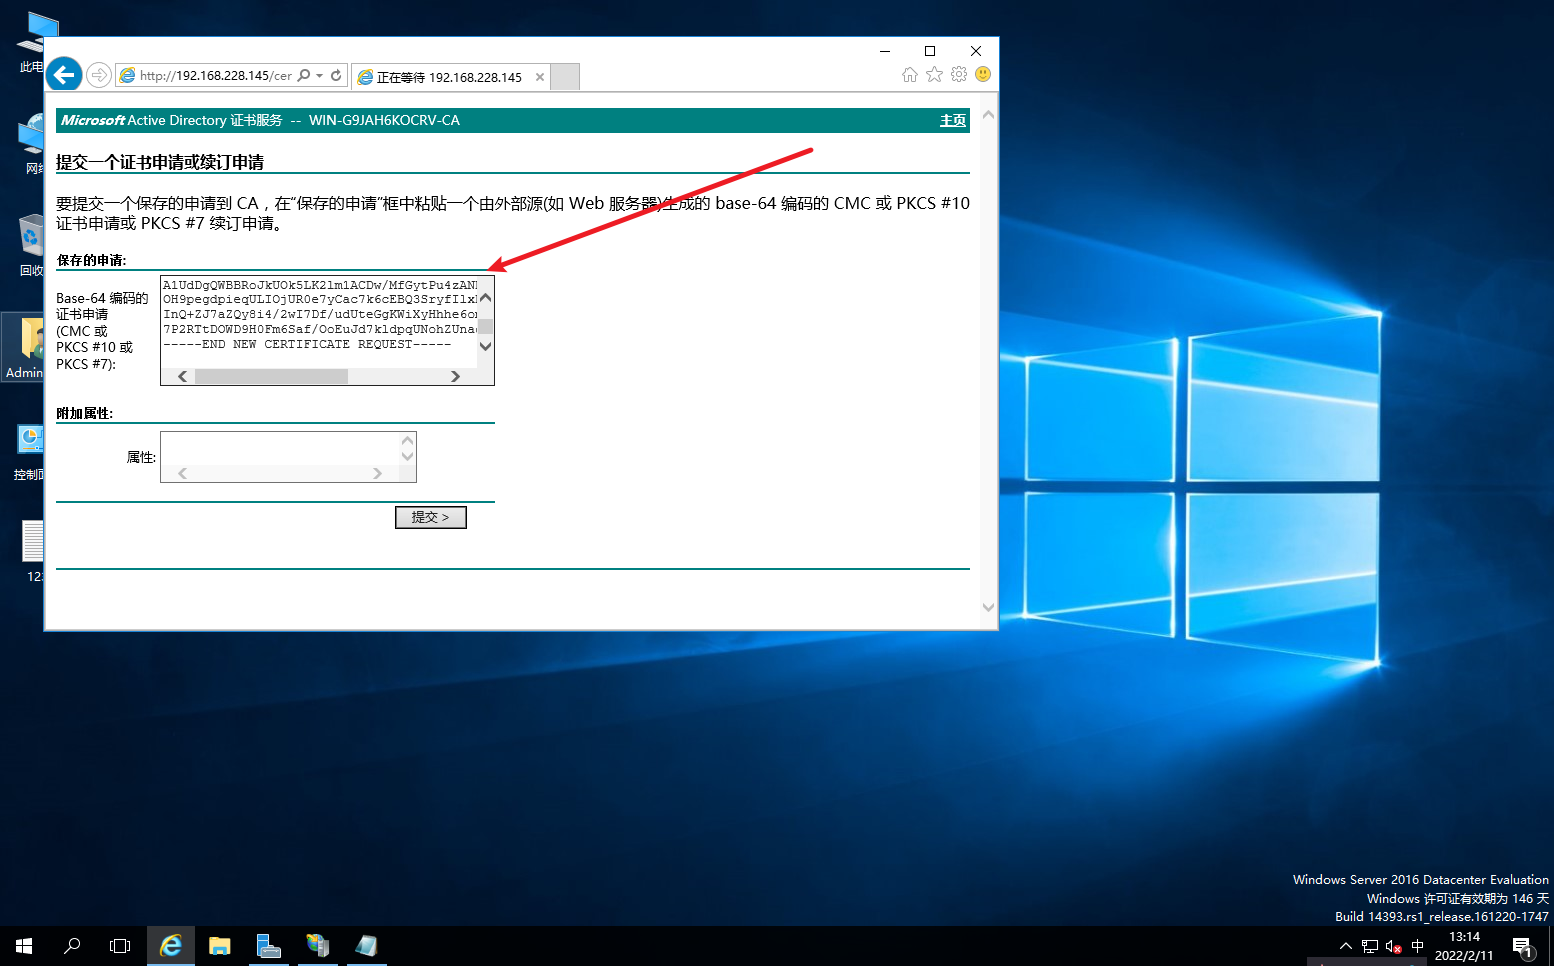 此电
网络
回收
Admin
控制面
12
http://192.168.228.145/cer
正在等待 192.168.228.145
Microsoft Active Directory 证书服务 -- WIN-G9JAH6KOCRV-CA
主页
提交一个证书申请或续订申请
要提交一个保存的申请到 CA，在“保存的申请”框中粘贴一个由外部源(如 Web 服务器)生成的 base-64 编码的 CMC 或 PKCS #10
证书申请或 PKCS #7 续订申请。
保存的申请:
Base-64 编码的
证书申请
(CMC 或
PKCS #10 或
PKCS #7):
A1UdDgQWBBRoJkUOk5LK2lm1ACDw/MfGytPu4zAN
OH9pegdpieqULIOjUR0e7yCac7k6cEBQ3SryfIlx
InQ+ZJ7aZQy8i4/2wI7Df/udUteGgKWiXyHhhe6o
7P2RTtDOWD9H0Fm6Saf/OoEuJd7kldpqUNohZUna
-----END NEW CERTIFICATE REQUEST-----
附加属性:
属性:
提交 >
Windows Server 2016 Datacenter Evaluation
Windows 许可证有效期为 146 天
Build 14393.rs1_release.161220-1747
中
13:14
2022/2/11
1